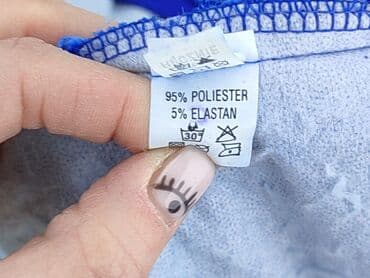 95% POLIESTER
5% ELASTAN
30°